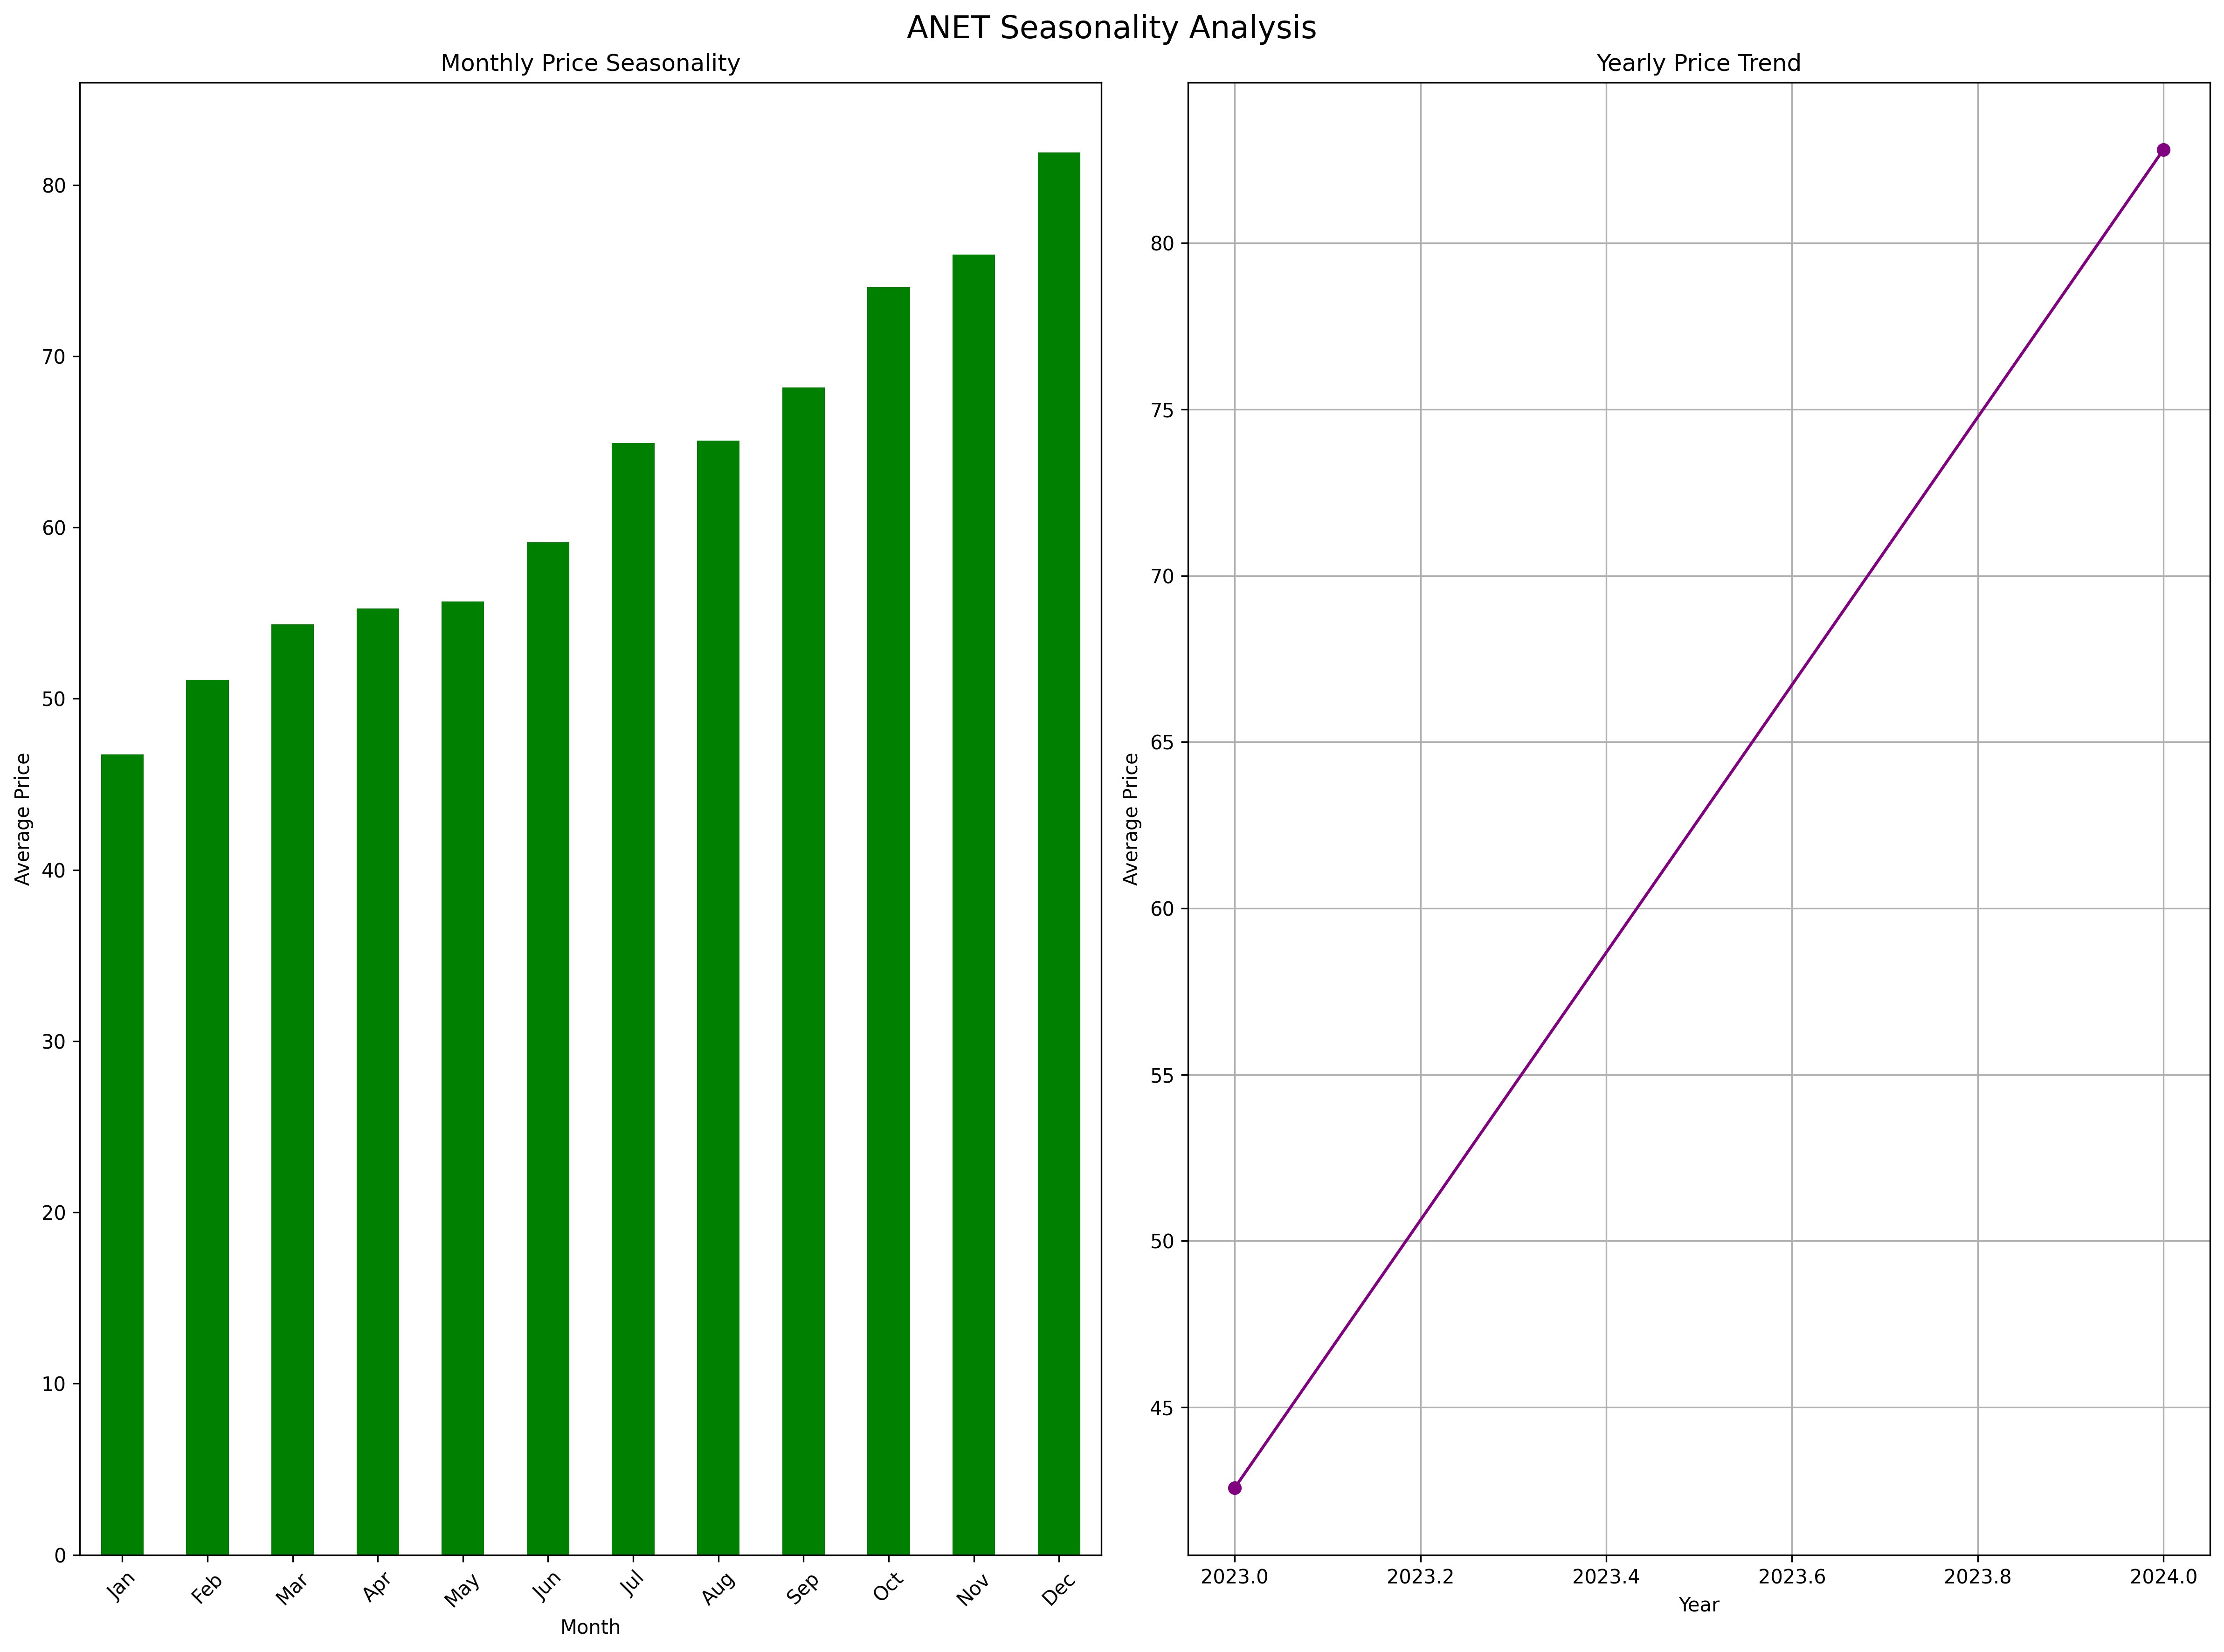 ANET Seasonality Analysis
Monthly Price Seasonality
Average Price
80
70
60
50
40
30
20
10
0
Jan Feb Mar Apr May Jun Jul Aug Sep Oct Nov Dec
Month
Yearly Price Trend
Average Price
80
75
70
65
60
55
50
45
2023.0 2023.2 2023.4 2023.6 2023.8 2024.0
Year